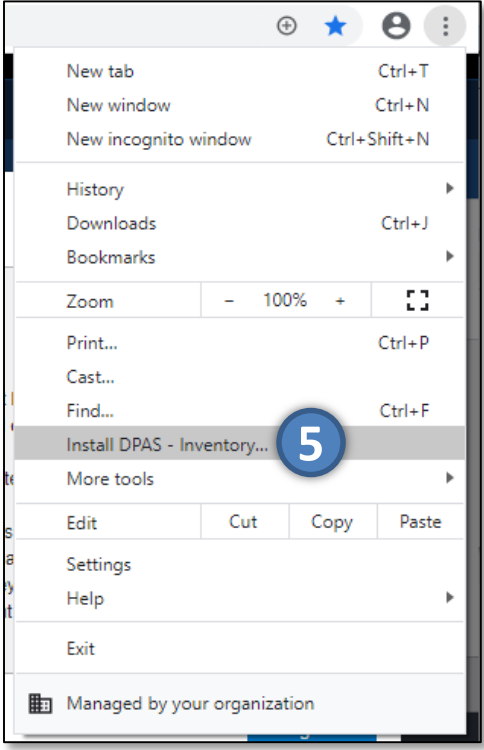 New tab Ctrl+T
New window Ctrl+N
New incognito window Ctrl+Shift+N
History
Downloads Ctrl+J
Bookmarks
Zoom - 100% +
Print... Ctrl+P
Cast...
Find... Ctrl+F
Install DPAS - Inventory... 5
More tools
Edit Cut Copy Paste
Settings
Help
Exit
Managed by your organization